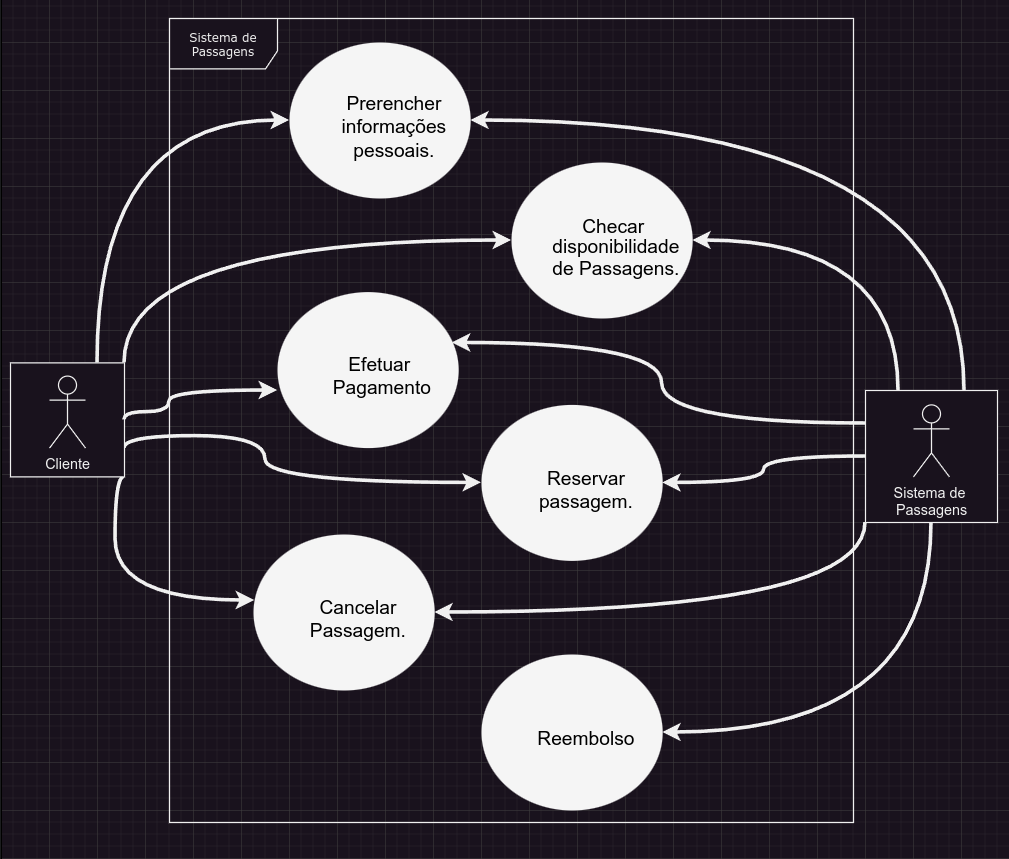 Sistema de
Passagens
Prerencher
informações
pessoais.
Checar
disponibilidade
de Passagens.
Efetuar
Pagamento
Cliente
Reservar
passagem.
Sistema de
Passagens
Cancelar
Passagem.
Reembolso